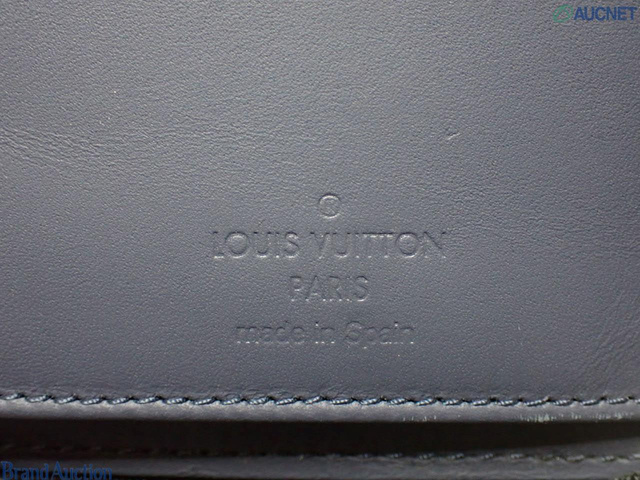 AUCNET
®
LOUIS VUITTON
PARIS
made in Spain
Brand Auction